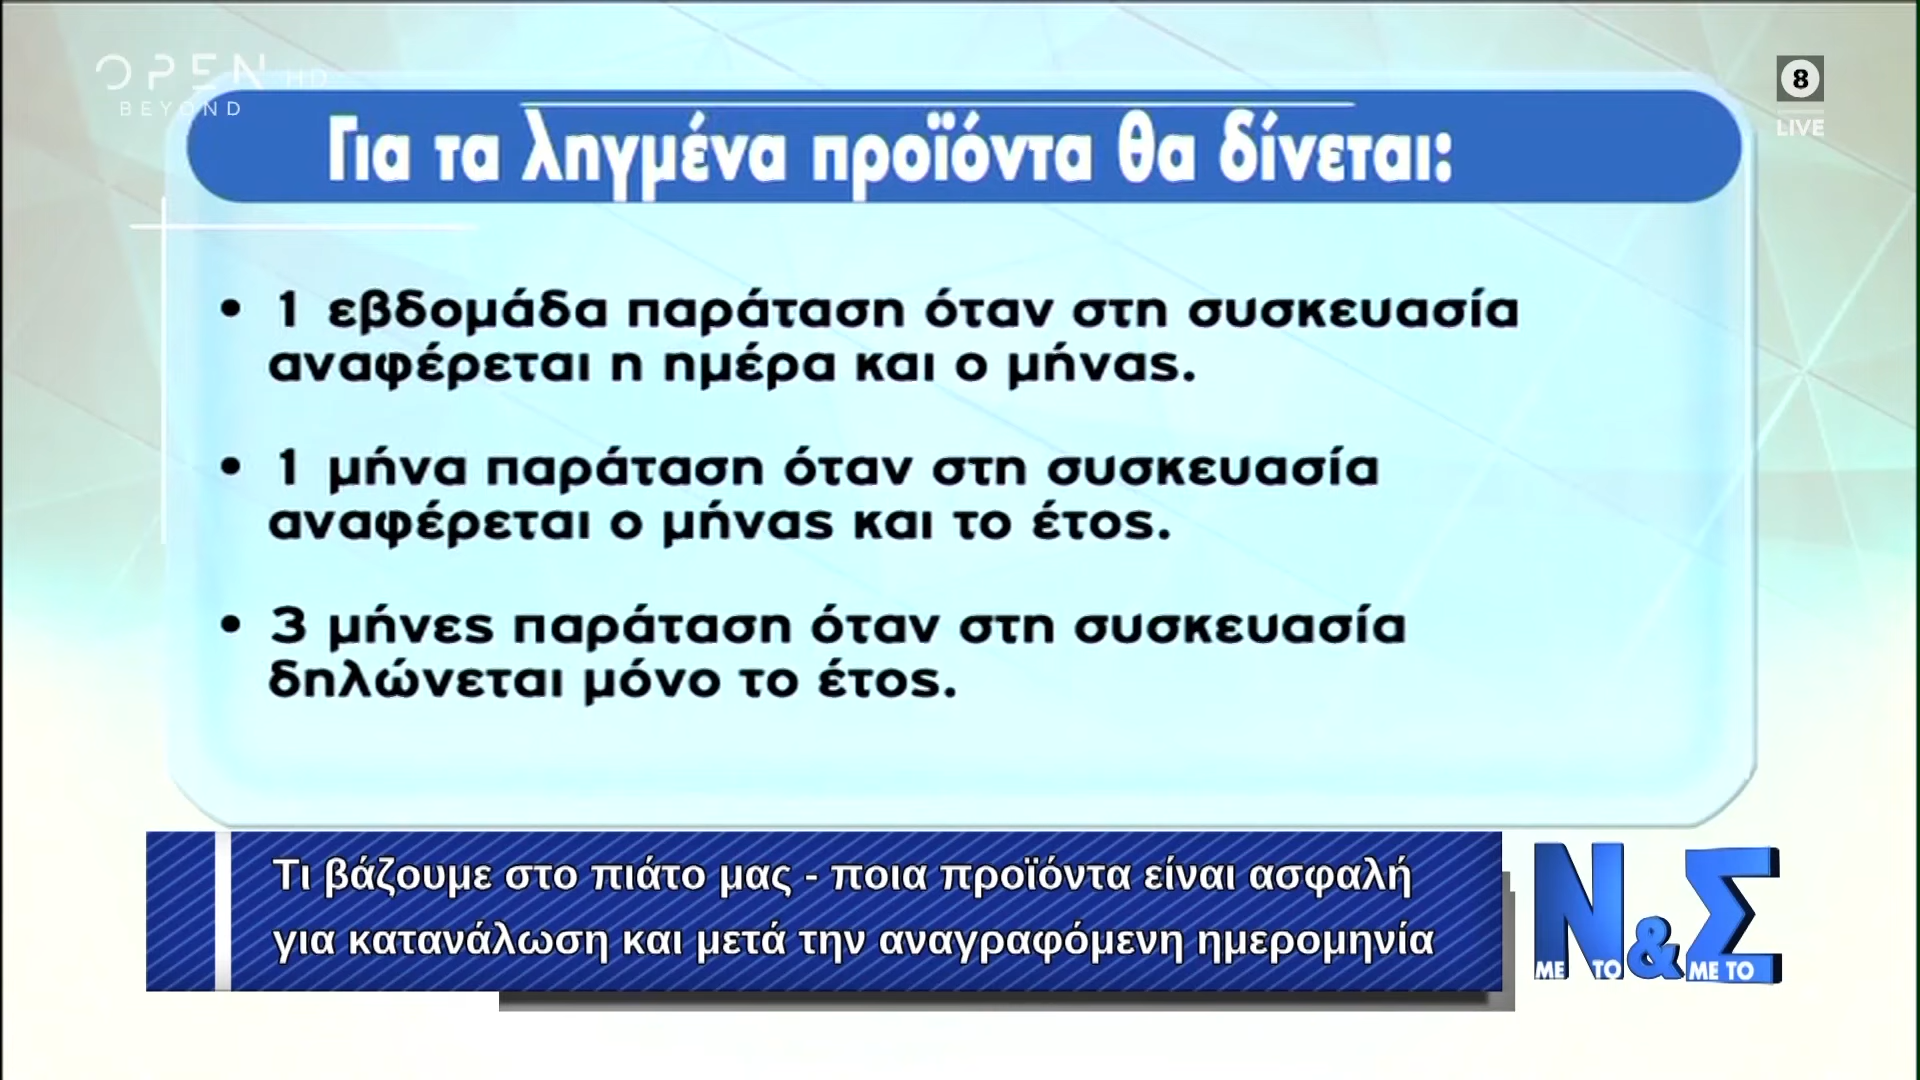 OPEN HD
BEYOND
8
LIVE
Για τα ληγμένα προϊόντα θα δίνεται:
• 1 εβδομάδα παράταση όταν στη συσκευασία
αναφέρεται η ημέρα και ο μήνας.
• 1 μήνα παράταση όταν στη συσκευασία
αναφέρεται ο μήνας και το έτος.
• 3 μήνες παράταση όταν στη συσκευασία
δηλώνεται μόνο το έτος.
Τι βάζουμε στο πιάτο μας - ποια προϊόντα είναι ασφαλή
για κατανάλωση και μετά την αναγραφόμενη ημερομηνία
ΜΕ ΤΟ Ν & ΜΕ ΤΟ Σ